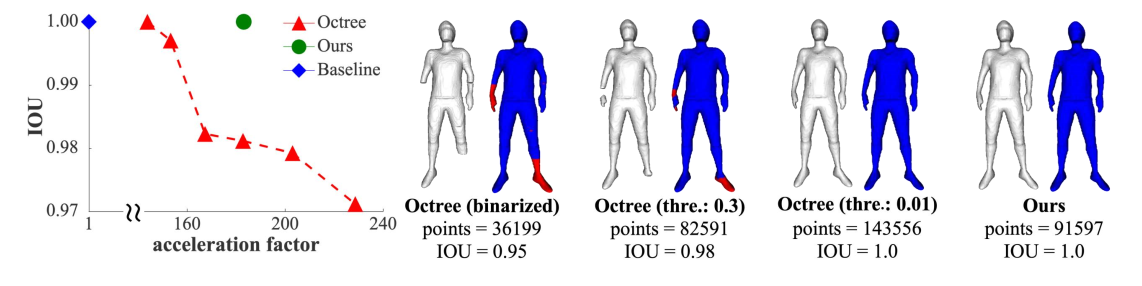 IOU
1.00
0.99
0.98
0.97
1
160
200
240
acceleration factor
Octree
Ours
Baseline
Octree (binarized)
points = 36199
IOU = 0.95
Octree (thre.: 0.3)
points = 82591
IOU = 0.98
Octree (thre.: 0.01)
points = 143556
IOU = 1.0
Ours
points = 91597
IOU = 1.0